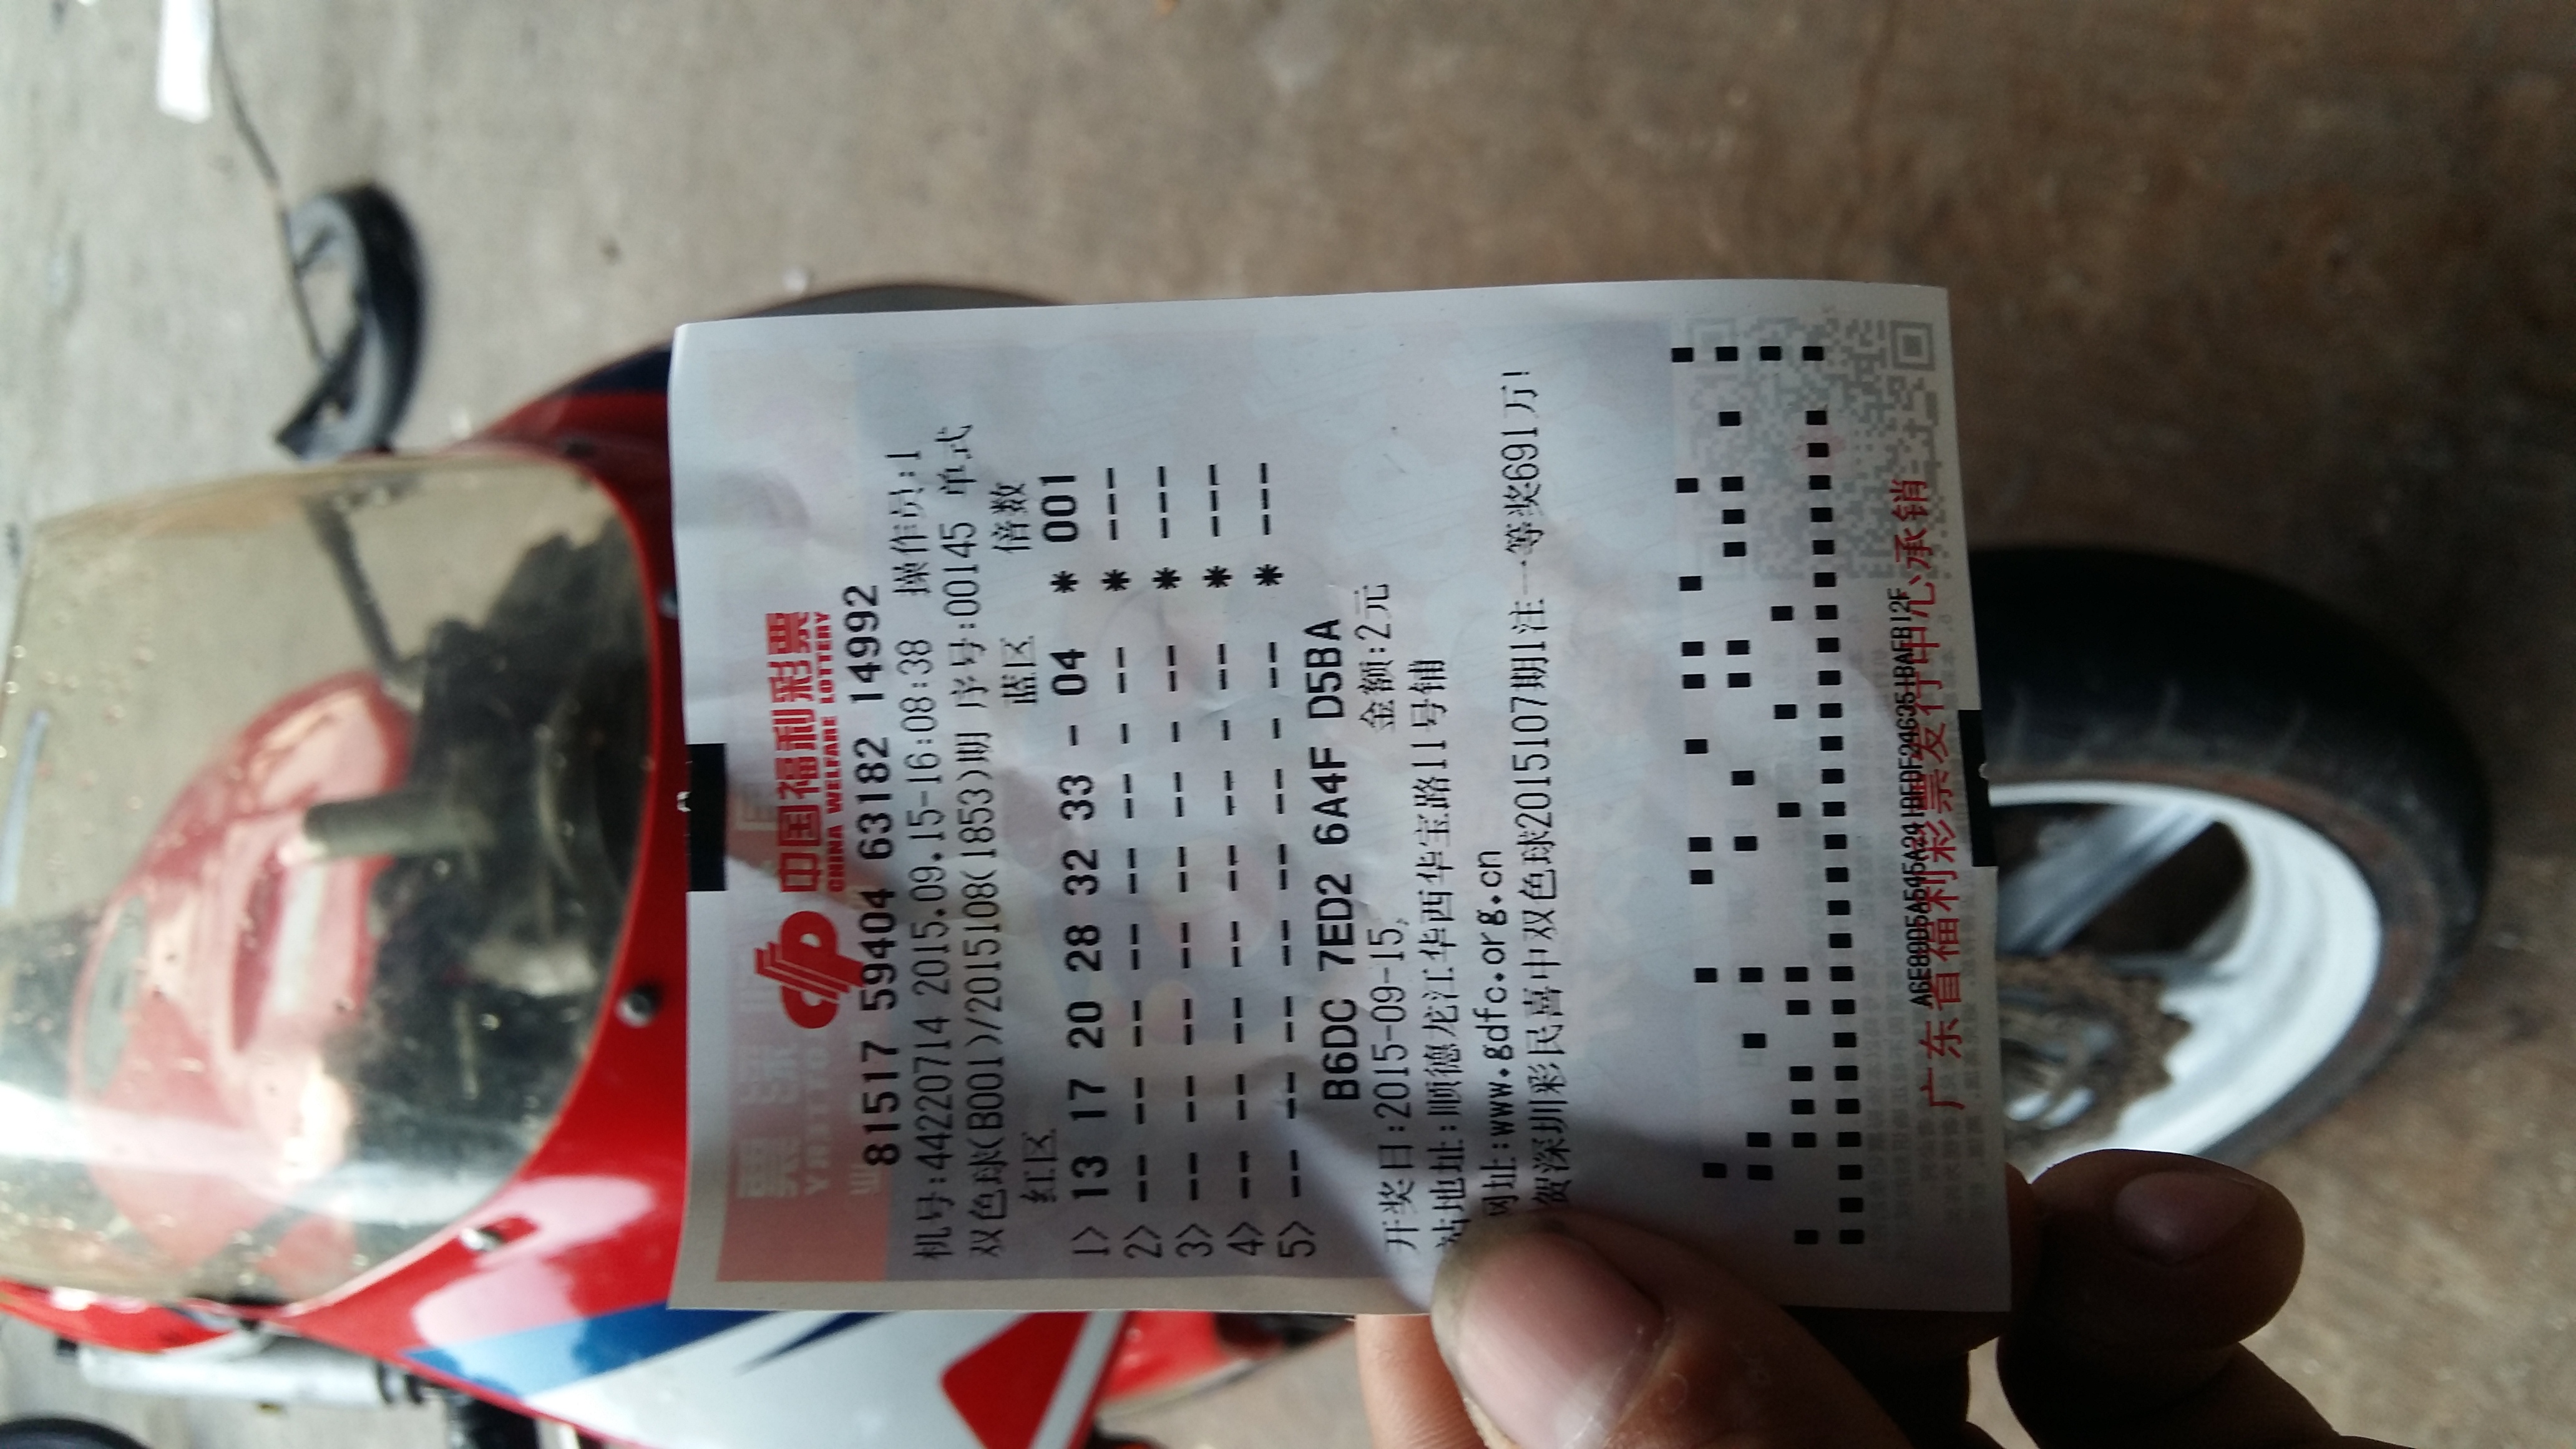 中国福利彩票
CHINA WELFARE LOTTERY
81517 59404 63182 14992
机号:44220714 2015.09.15-16:08:38 操作员:1
双色球(B001)/2015108(1853)期 序号:00145 单式
红区 蓝区 倍数
1> 13 17 20 28 32 33 - 04 * 001
2> -- -- -- -- -- -- - -- * ---
3> -- -- -- -- -- -- - -- * ---
4> -- -- -- -- -- -- - -- * ---
5> -- -- -- -- -- -- - -- * ---
B6DC 7ED2 6A4F D5BA
开奖日:2015-09-15, 金额:2元
站地址:顺德龙江华西华宝路11号铺
网址:www.gdfc.org.cn
贺深圳彩民喜中双色球2015107期1注一等奖691万!
广东省福利彩票发行中心承销